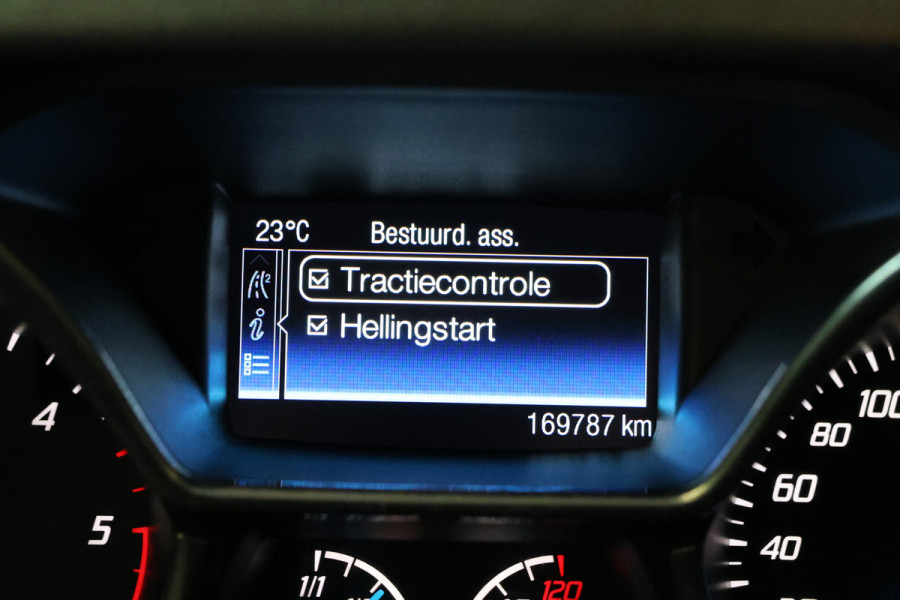 23°C Bestuurd. ass.
Tractiecontrole
Hellingstart
169787 km
4
5
100
80
60
40
1/1
120